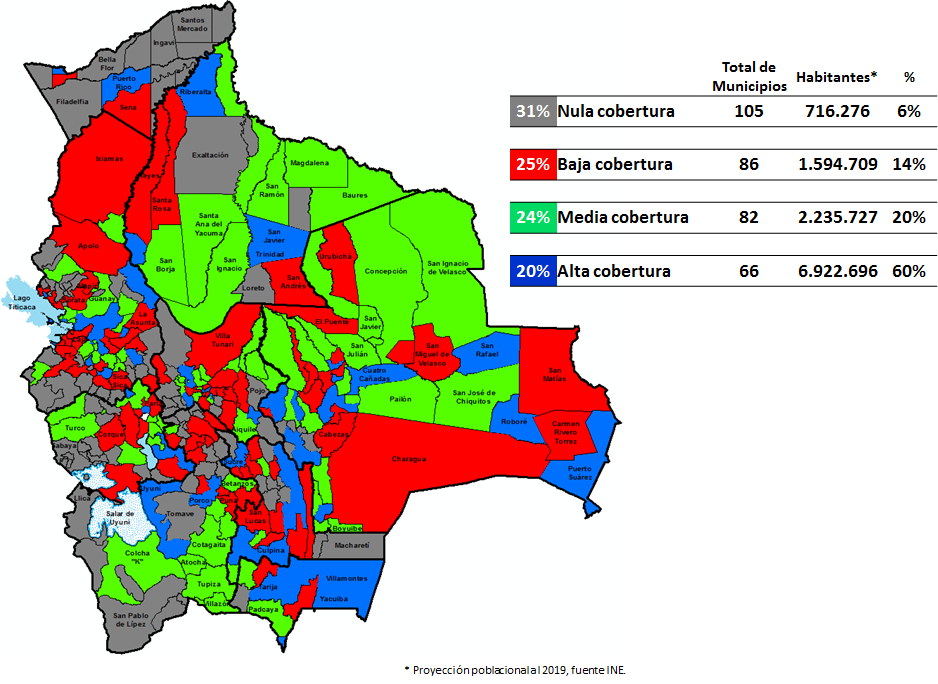 Santos
Mercado
Ingavi
Bella
Flor
Puerto
Rico
Riberalta
Filadelfia
Sena
Exaltación
Magdalena
Ixiamas
Reyes
San
Ramón
Baures
Santa
Rosa
Santa
Ana del
Yacuma
San
Javier
Trinidad
Apolo
San
Borja
San
Ignacio
Urubicha
Concepción
San Ignacio
de Velasco
Loreto
San
Andrés
Lago
Titicaca
Guanay
La
Asunta
El Puente
San
Javier
Villa
Tunari
San
Julián
San
Miguel de
Velasco
San
Rafael
San
Matías
Cuatro
Cañadas
Pailón
San José de
Chiquitos
Pojo
Turco
Corque
Aiquile
Cabezas
Roboré
Carmen
Rivero
Torrez
Charagua
Puerto
Suárez
Sucre
Llica
Salar de
Uyuni
Uyuni
Porco
Betanzos
Tomave
San
Lucas
Boyuibe
Machareti
Colcha
"K"
Cotagaita
Atocha
Culpina
Tupiza
Tarija
Villamontes
Yacuiba
Villazón
Padcaya
San Pablo
de Lípez
Total de
Municipios
Habitantes*
%
31% Nula cobertura 105 716.276 6%
25% Baja cobertura 86 1.594.709 14%
24% Media cobertura 82 2.235.727 20%
20% Alta cobertura 66 6.922.696 60%
* Proyección poblacional al 2019, fuente INE.